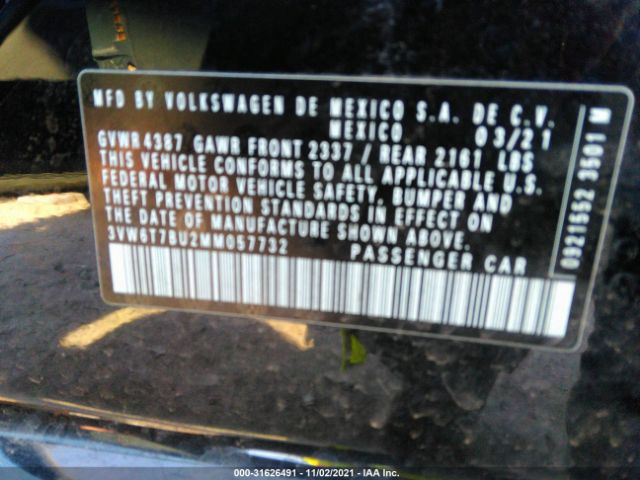 MFD BY VOLKSWAGEN DE MEXICO S.A. DE C.V.
MEXICO 03/21
GVWR 4387 GAWR FRONT 2337 / REAR 2161 LBS
THIS VEHICLE CONFORMS TO ALL APPLICABLE U.S.
FEDERAL MOTOR VEHICLE SAFETY, BUMPER AND
THEFT PREVENTION STANDARDS IN EFFECT ON
THE DATE OF MANUFACTURE SHOWN ABOVE.
3VW6T7BU2MM057732 PASSENGER CAR
0921552 3501 M
000-31626491 - 11/02/2021 - IAA Inc.